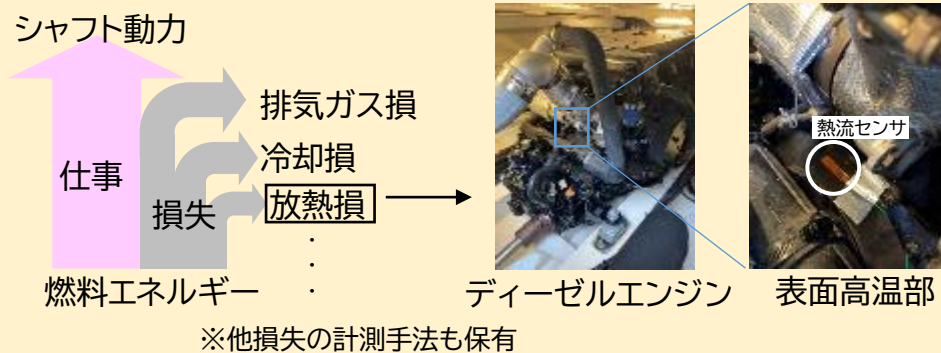 シャフト動力
排気ガス損
冷却損
仕事
損失
放熱損
・
・
・
燃料エネルギー
熱流センサ
ディーゼルエンジン
表面高温部
※他損失の計測手法も保有